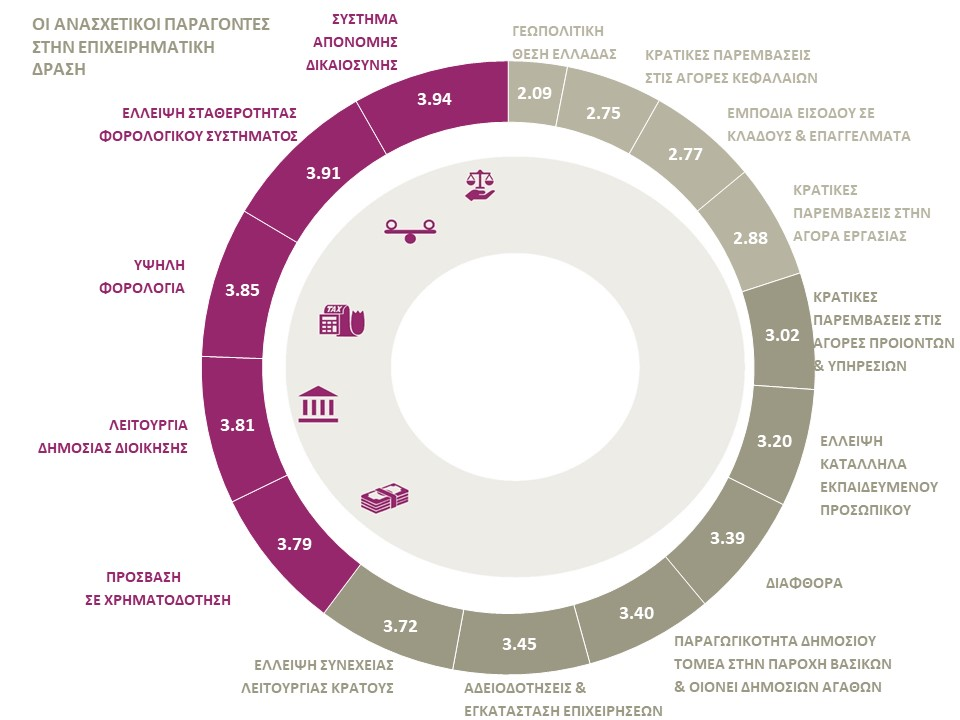 ΟΙ ΑΝΑΣΧΕΤΙΚΟΙ ΠΑΡΑΓΟΝΤΕΣ
ΣΤΗΝ ΕΠΙΧΕΙΡΗΜΑΤΙΚΗ
ΔΡΑΣΗ
ΣΥΣΤΗΜΑ
ΑΠΟΝΟΜΗΣ
ΔΙΚΑΙΟΣΥΝΗΣ
3.94
ΓΕΩΠΟΛΙΤΙΚΗ
ΘΕΣΗ ΕΛΛΑΔΑΣ
2.09
ΚΡΑΤΙΚΕΣ ΠΑΡΕΜΒΑΣΕΙΣ
ΣΤΙΣ ΑΓΟΡΕΣ ΚΕΦΑΛΑΙΩΝ
2.75
ΕΜΠΟΔΙΑ ΕΙΣΟΔΟΥ ΣΕ
ΚΛΑΔΟΥΣ & ΕΠΑΓΓΕΛΜΑΤΑ
2.77
ΚΡΑΤΙΚΕΣ
ΠΑΡΕΜΒΑΣΕΙΣ ΣΤΗΝ
ΑΓΟΡΑ ΕΡΓΑΣΙΑΣ
2.88
ΚΡΑΤΙΚΕΣ
ΠΑΡΕΜΒΑΣΕΙΣ ΣΤΙΣ
ΑΓΟΡΕΣ ΠΡΟΙΟΝΤΩΝ
& ΥΠΗΡΕΣΙΩΝ
3.02
ΕΛΛΕΙΨΗ
ΚΑΤΑΛΛΗΛΑ
ΕΚΠΑΙΔΕΥΜΕΝΟΥ
ΠΡΟΣΩΠΙΚΟΥ
3.20
ΔΙΑΦΘΟΡΑ
3.39
ΠΑΡΑΓΩΓΙΚΟΤΗΤΑ ΔΗΜΟΣΙΟΥ
ΤΟΜΕΑ ΣΤΗΝ ΠΑΡΟΧΗ ΒΑΣΙΚΩΝ
& ΟΙΟΝΕΙ ΔΗΜΟΣΙΩΝ ΑΓΑΘΩΝ
3.40
ΑΔΕΙΟΔΟΤΗΣΕΙΣ &
ΕΓΚΑΤΑΣΤΑΣΗ ΕΠΙΧΕΙΡΗΣΕΩΝ
3.45
ΕΛΛΕΙΨΗ ΣΥΝΕΧΕΙΑΣ
ΛΕΙΤΟΥΡΓΙΑΣ ΚΡΑΤΟΥΣ
3.72
ΠΡΟΣΒΑΣΗ
ΣΕ ΧΡΗΜΑΤΟΔΟΤΗΣΗ
3.79
ΛΕΙΤΟΥΡΓΙΑ
ΔΗΜΟΣΙΑΣ ΔΙΟΙΚΗΣΗΣ
3.81
ΥΨΗΛΗ
ΦΟΡΟΛΟΓΙΑ
3.85
ΕΛΛΕΙΨΗ ΣΤΑΘΕΡΟΤΗΤΑΣ
ΦΟΡΟΛΟΓΙΚΟΥ ΣΥΣΤΗΜΑΤΟΣ
3.91
TAX